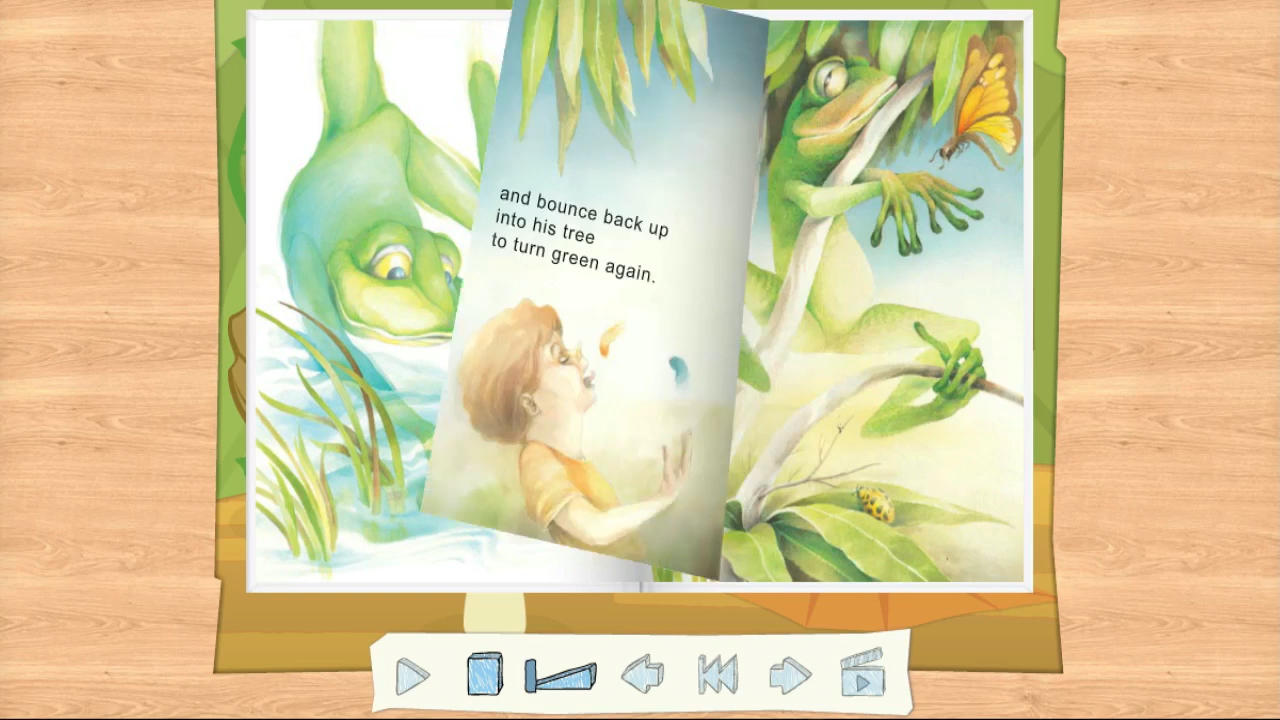 and bounce back up
into his tree
to turn green again.